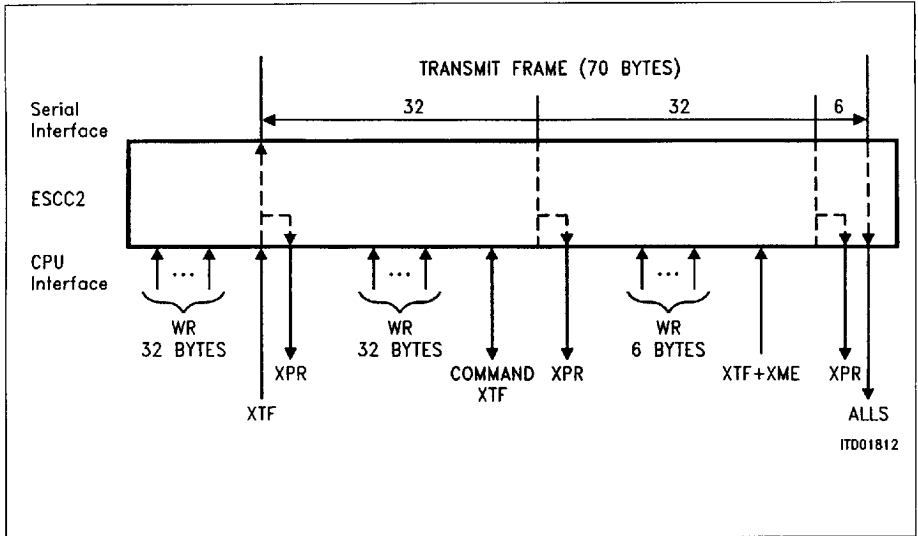 TRANSMIT FRAME (70 BYTES)
32 32 6
Serial
Interface
ESCC2
CPU
Interface
... ... ...
WR WR WR
32 BYTES 32 BYTES 6 BYTES
XPR COMMAND XPR XTF+XME XPR
XTF XTF ALLS
ITD01812